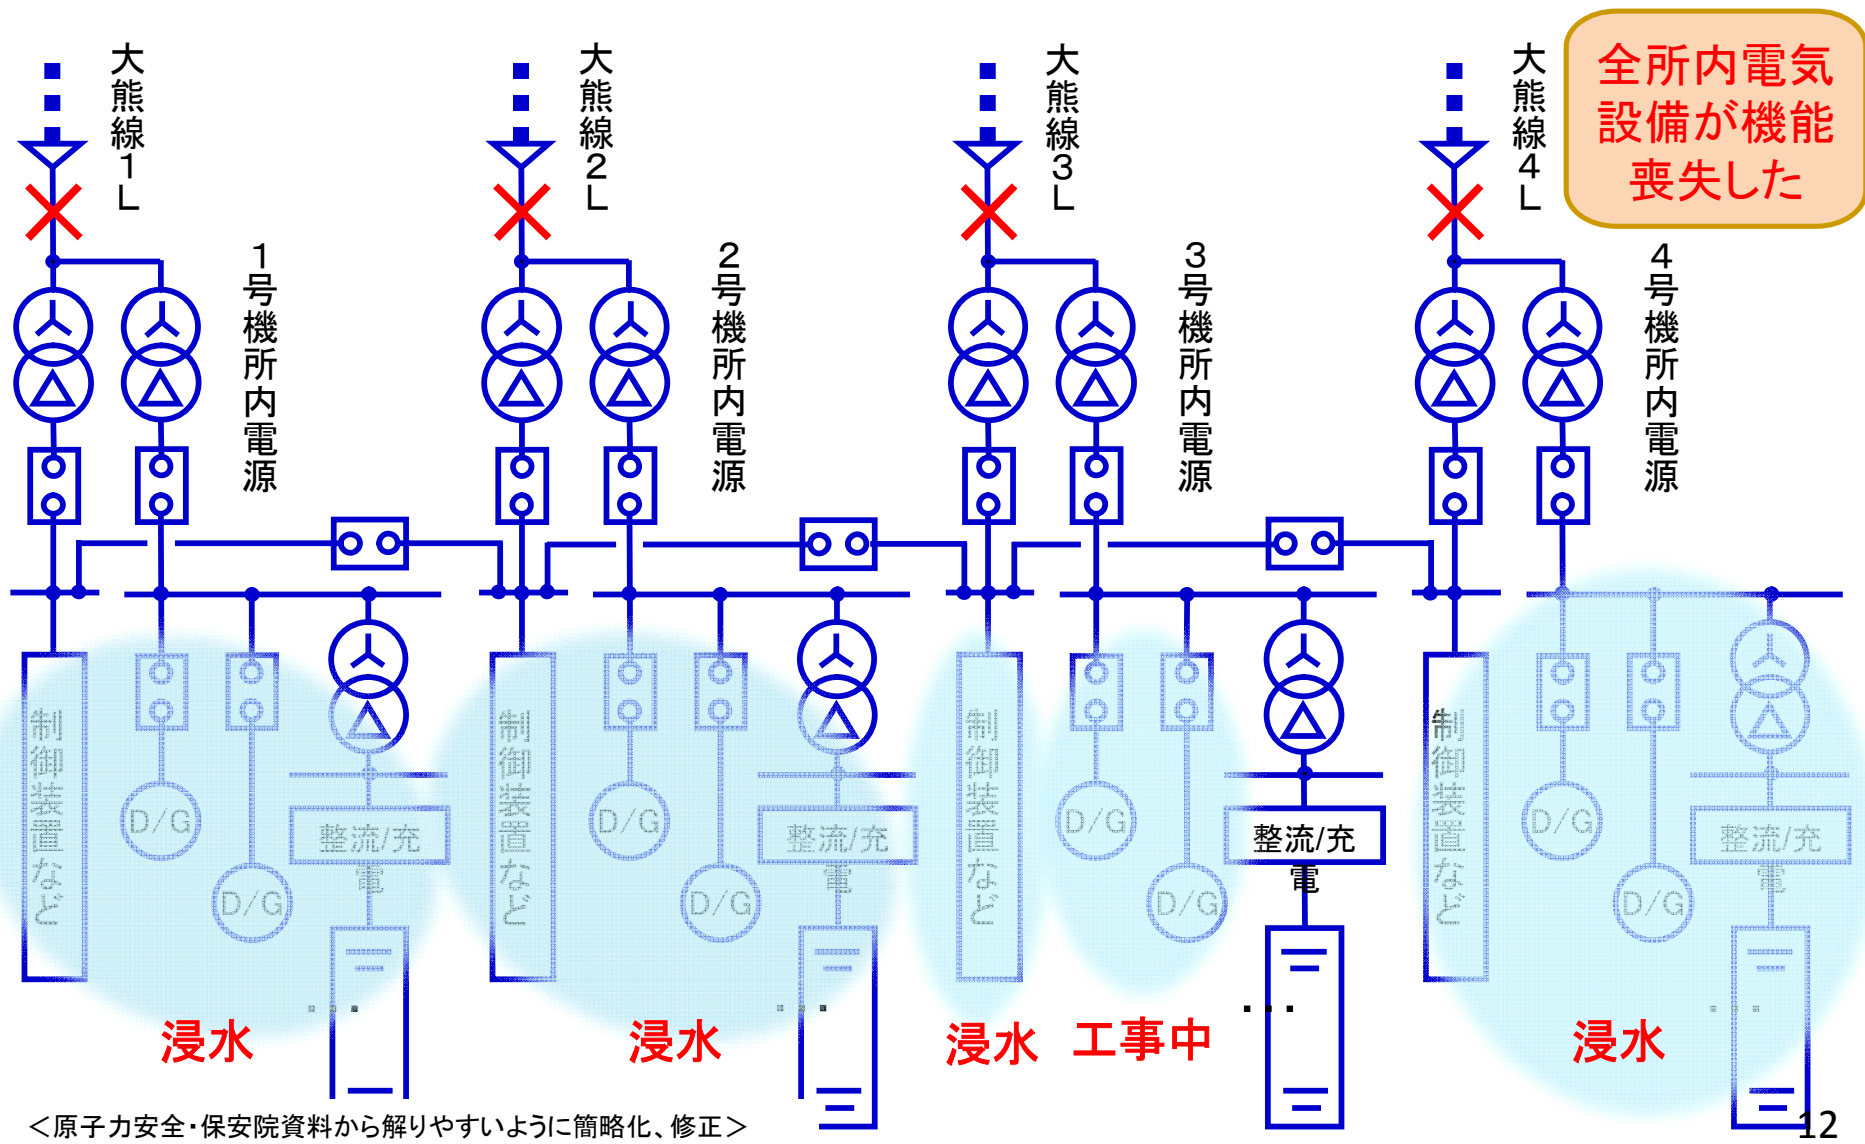 大熊線1L
大熊線2L
大熊線3L
大熊線4L
全所内電気
設備が機能
喪失した
1号機所内電源
2号機所内電源
3号機所内電源
4号機所内電源
制御装置など
D/G
D/G
整流/充
電
制御装置など
D/G
D/G
整流/充
電
制御装置など
D/G
D/G
整流/充
電
制御装置など
D/G
D/G
整流/充
電
浸水
浸水
浸水
工事中
浸水
＜原子力安全・保安院資料から解りやすいように簡略化、修正＞
12